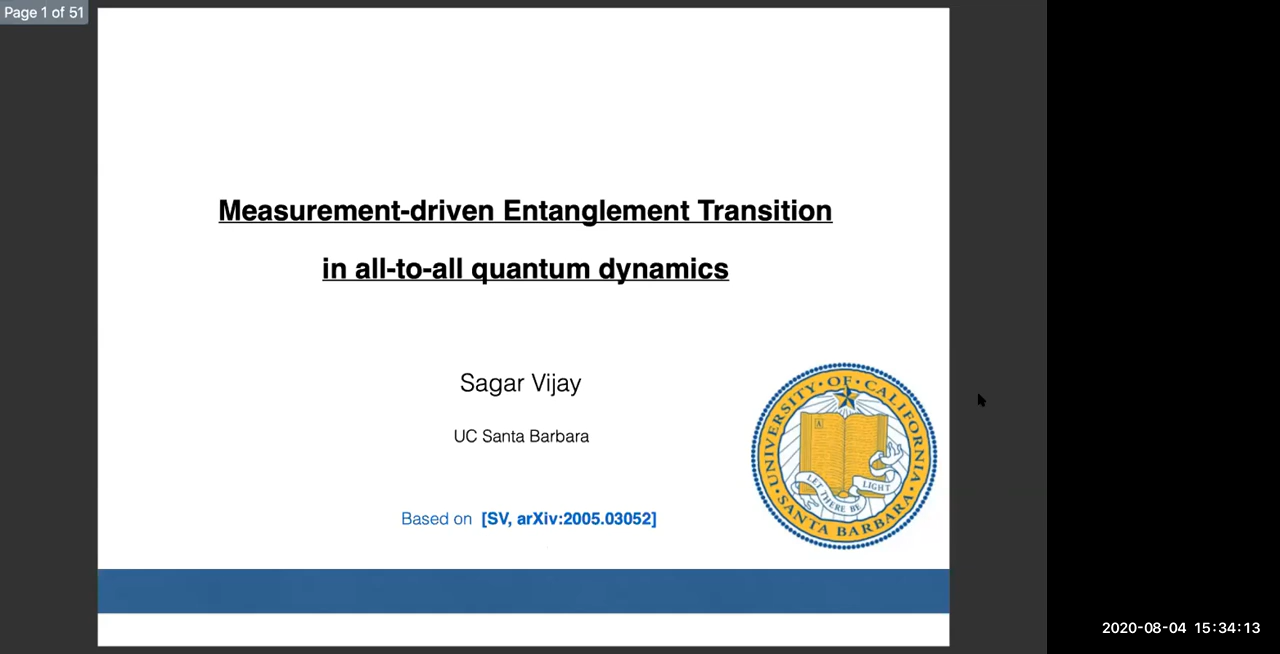 Page 1 of 51
Measurement-driven Entanglement Transition
in all-to-all quantum dynamics
Sagar Vijay
UC Santa Barbara
Based on [SV, arXiv:2005.03052]
UNIVERSITY OF CALIFORNIA
SANTA BARBARA
A
LET THERE BE
LIGHT
2020-08-04 15:34:13